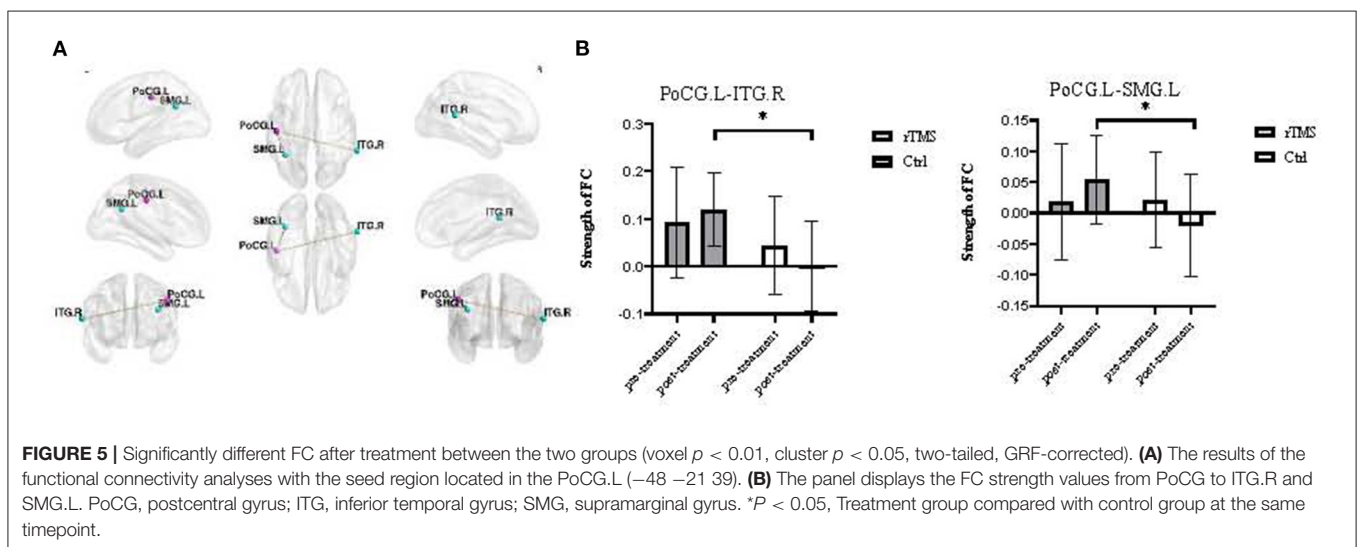 A
PoCG.L
SMG.L
ITG.R
PoCG.L
SMG.L
ITG.R
PoCG.L
SMG.L
ITG.R
SMG.L
PoCG.L
ITG.R
ITG.R
PoCG.L
SMG.L
ITG.R
PoCG.L
SMG.L
ITG.R
B
PoCG.L-ITG.R
*
Strength of FC
0.3
0.2
0.1
0.0
-0.1
pre-treatment
post-treatment
pre-treatment
post-treatment
rTMS
Ctrl
PoCG.L-SMG.L
*
Strength of FC
0.15
0.10
0.05
0.00
-0.05
-0.10
-0.15
pre-treatment
post-treatment
pre-treatment
post-treatment
rTMS
Ctrl
FIGURE 5 | Significantly different FC after treatment between the two groups (voxel p < 0.01, cluster p < 0.05, two-tailed, GRF-corrected). (A) The results of the
functional connectivity analyses with the seed region located in the PoCG.L (−48 −21 39). (B) The panel displays the FC strength values from PoCG to ITG.R and
SMG.L. PoCG, postcentral gyrus; ITG, inferior temporal gyrus; SMG, supramarginal gyrus. *P < 0.05, Treatment group compared with control group at the same
timepoint.